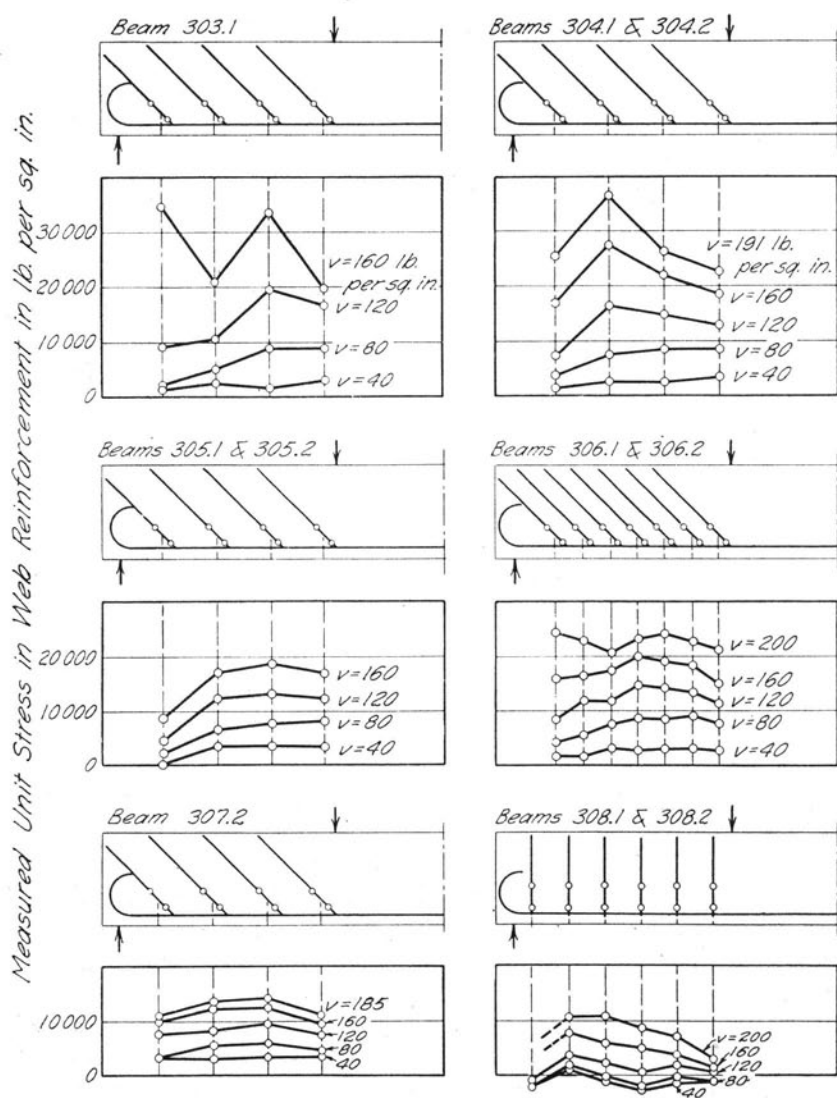 Measured Unit Stress in Web Reinforcement in lb. per sq. in.
Beam 303.1
30000
20000
10000
0
v=160 lb.
per sq. in.
v=120
v=80
v=40
Beams 304.1 & 304.2
v=191 lb.
per sq. in.
v=160
v=120
v=80
v=40
Beams 305.1 & 305.2
20000
10000
0
v=160
v=120
v=80
v=40
Beams 306.1 & 306.2
v=200
v=160
v=120
v=80
v=40
Beam 307.2
10000
0
v=185
160
120
80
40
Beams 308.1 & 308.2
v=200
160
120
80
40